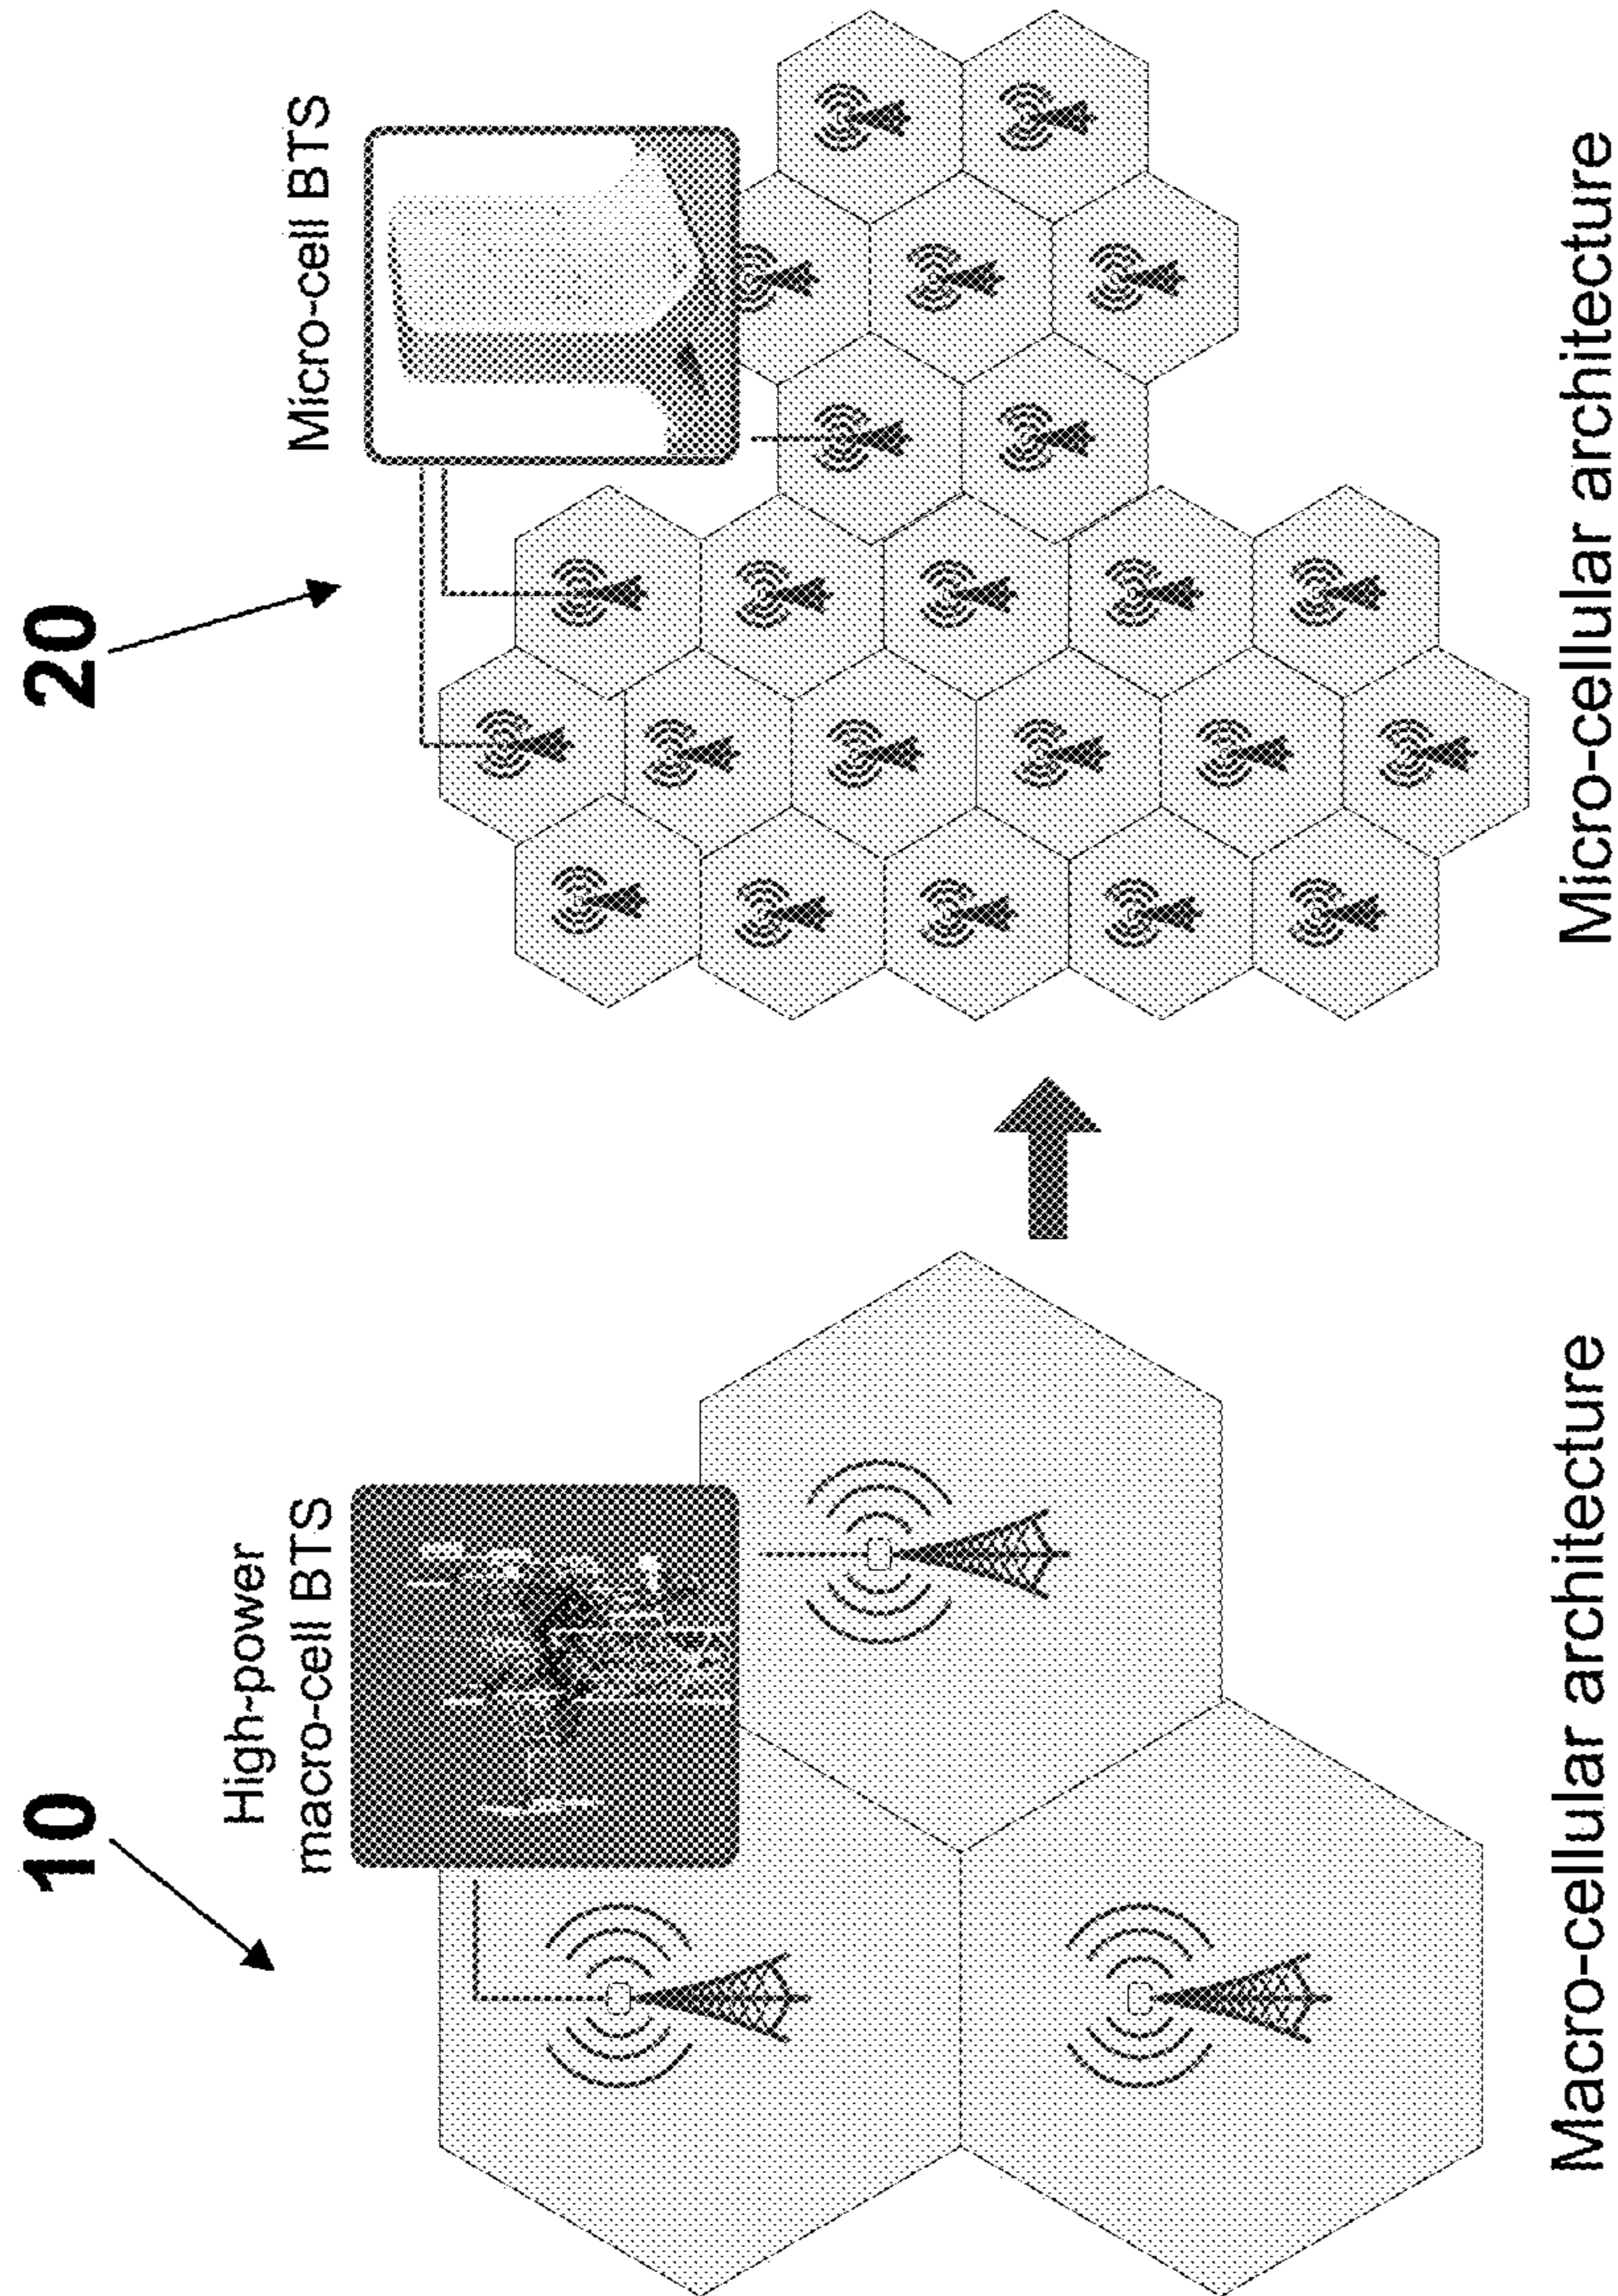 10
High-power
macro-cell BTS
Macro-cellular architecture
20
Micro-cell BTS
Micro-cellular architecture